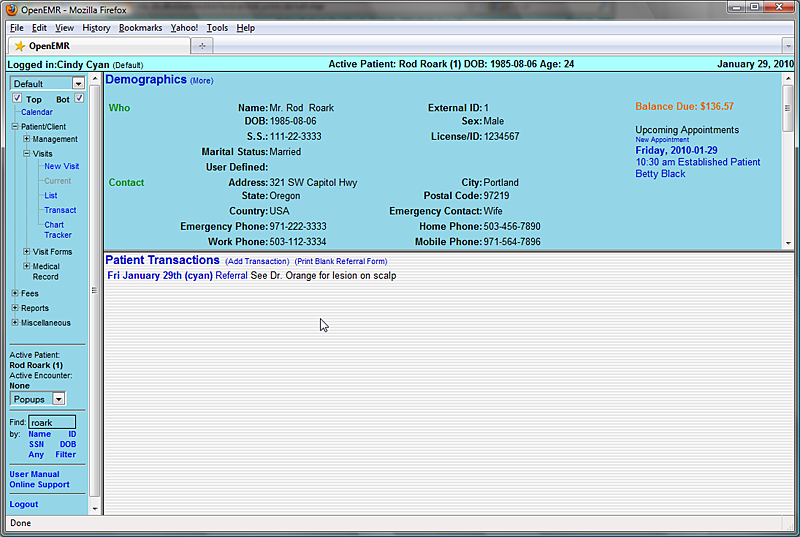 OpenEMR - Mozilla Firefox
File Edit View History Bookmarks Yahoo! Tools Help
OpenEMR
Logged in:Cindy Cyan (Default) Active Patient: Rod Roark (1) DOB: 1985-08-06 Age: 24 January 29, 2010
Default
Top Bot
Calendar
Patient/Client
Management
Visits
New Visit
Current
List
Transact
Chart
Tracker
Visit Forms
Medical
Record
Fees
Reports
Miscellaneous
Active Patient:
Rod Roark (1)
Active Encounter:
None
Popups
Find: roark
by: Name ID
SSN DOB
Any Filter
User Manual
Online Support
Logout
Demographics (More)
Who Name: Mr. Rod Roark External ID: 1
DOB: 1985-08-06 Sex: Male
S.S.: 111-22-3333 License/ID: 1234567
Marital Status: Married
User Defined:
Contact Address: 321 SW Capitol Hwy City: Portland
State: Oregon Postal Code: 97219
Country: USA Emergency Contact: Wife
Emergency Phone: 971-222-3333 Home Phone: 503-456-7890
Work Phone: 503-112-3334 Mobile Phone: 971-564-7896
Balance Due: $136.57
Upcoming Appointments
New Appointment
Friday, 2010-01-29
10:30 am Established Patient
Betty Black
Patient Transactions (Add Transaction) (Print Blank Referral Form)
Fri January 29th (cyan) Referral See Dr. Orange for lesion on scalp
Done